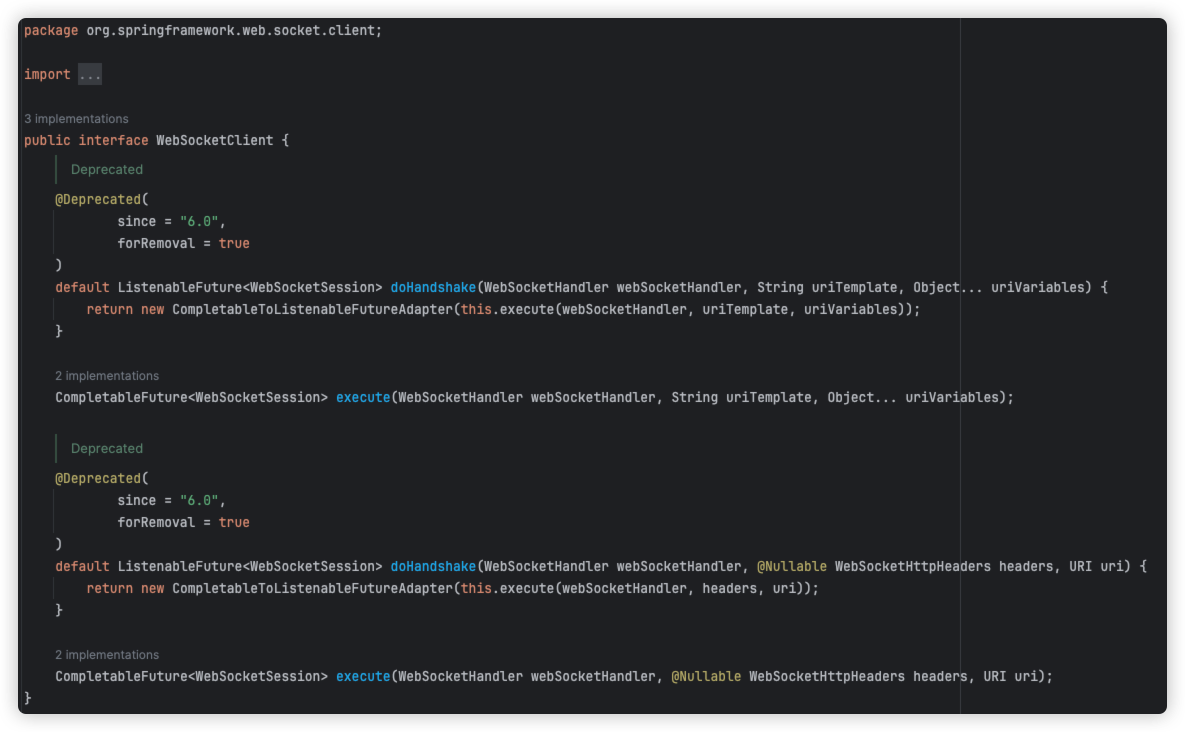 package org.springframework.web.socket.client;
import ...
3 implementations
public interface WebSocketClient {
Deprecated
@Deprecated(
since = "6.0",
forRemoval = true
)
default ListenableFuture<WebSocketSession> doHandshake(WebSocketHandler webSocketHandler, String uriTemplate, Object... uriVariables) {
return new CompletableToListenableFutureAdapter(this.execute(webSocketHandler, uriTemplate, uriVariables));
}
2 implementations
CompletableFuture<WebSocketSession> execute(WebSocketHandler webSocketHandler, String uriTemplate, Object... uriVariables);
Deprecated
@Deprecated(
since = "6.0",
forRemoval = true
)
default ListenableFuture<WebSocketSession> doHandshake(WebSocketHandler webSocketHandler, @Nullable WebSocketHttpHeaders headers, URI uri) {
return new CompletableToListenableFutureAdapter(this.execute(webSocketHandler, headers, uri));
}
2 implementations
CompletableFuture<WebSocketSession> execute(WebSocketHandler webSocketHandler, @Nullable WebSocketHttpHeaders headers, URI uri);
}